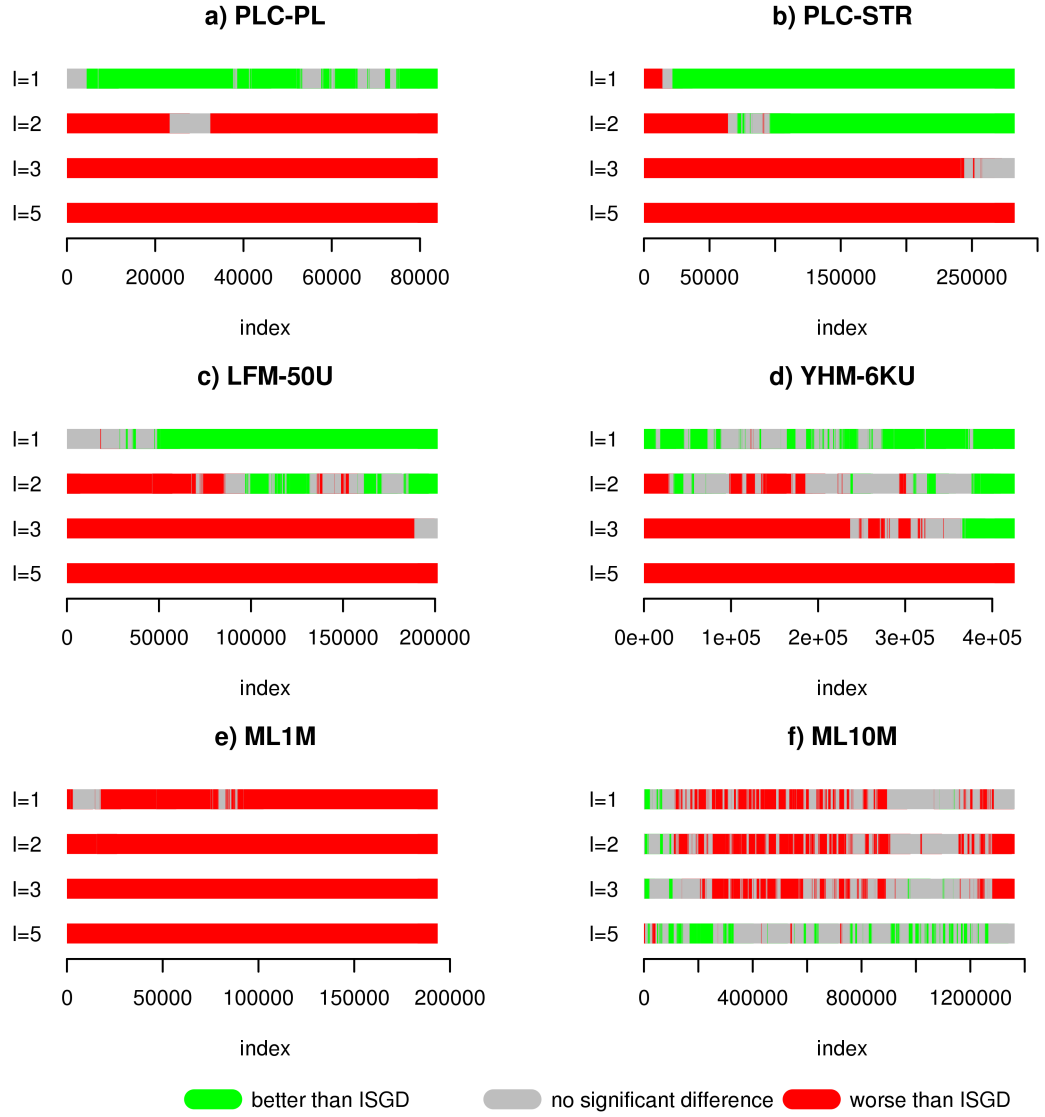 a) PLC-PL
l=1
l=2
l=3
l=5
0 20000 40000 60000 80000
index
b) PLC-STR
l=1
l=2
l=3
l=5
0 50000 150000 250000
index
c) LFM-50U
l=1
l=2
l=3
l=5
0 50000 100000 150000 200000
index
d) YHM-6KU
l=1
l=2
l=3
l=5
0e+00 1e+05 2e+05 3e+05 4e+05
index
e) ML1M
l=1
l=2
l=3
l=5
0 50000 100000 150000 200000
index
f) ML10M
l=1
l=2
l=3
l=5
0 400000 800000 1200000
index
better than ISGD no significant difference worse than ISGD